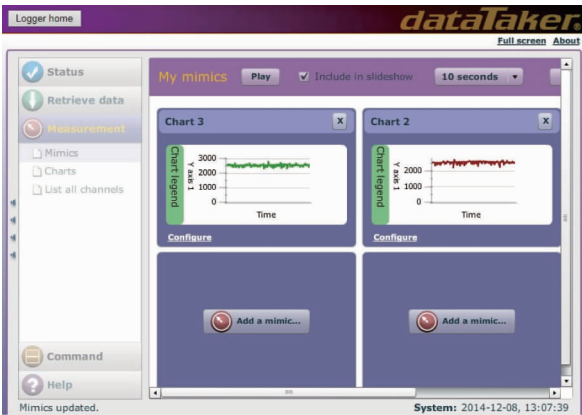 Logger home
dataTaker.
Full screen About
Status
Retrieve data
Measurement
Mimics
Charts
List all channels
Command
Help
My mimics Play Include in slideshow 10 seconds
Chart 3 X
Chart legend
Y axis 1
3000
2000
1000
0
Time
Configure
Chart 2 X
Chart legend
Y axis 1
2000
1000
0
Time
Configure
Add a mimic...
Add a mimic...
Mimics updated.
System: 2014-12-08, 13:07:39